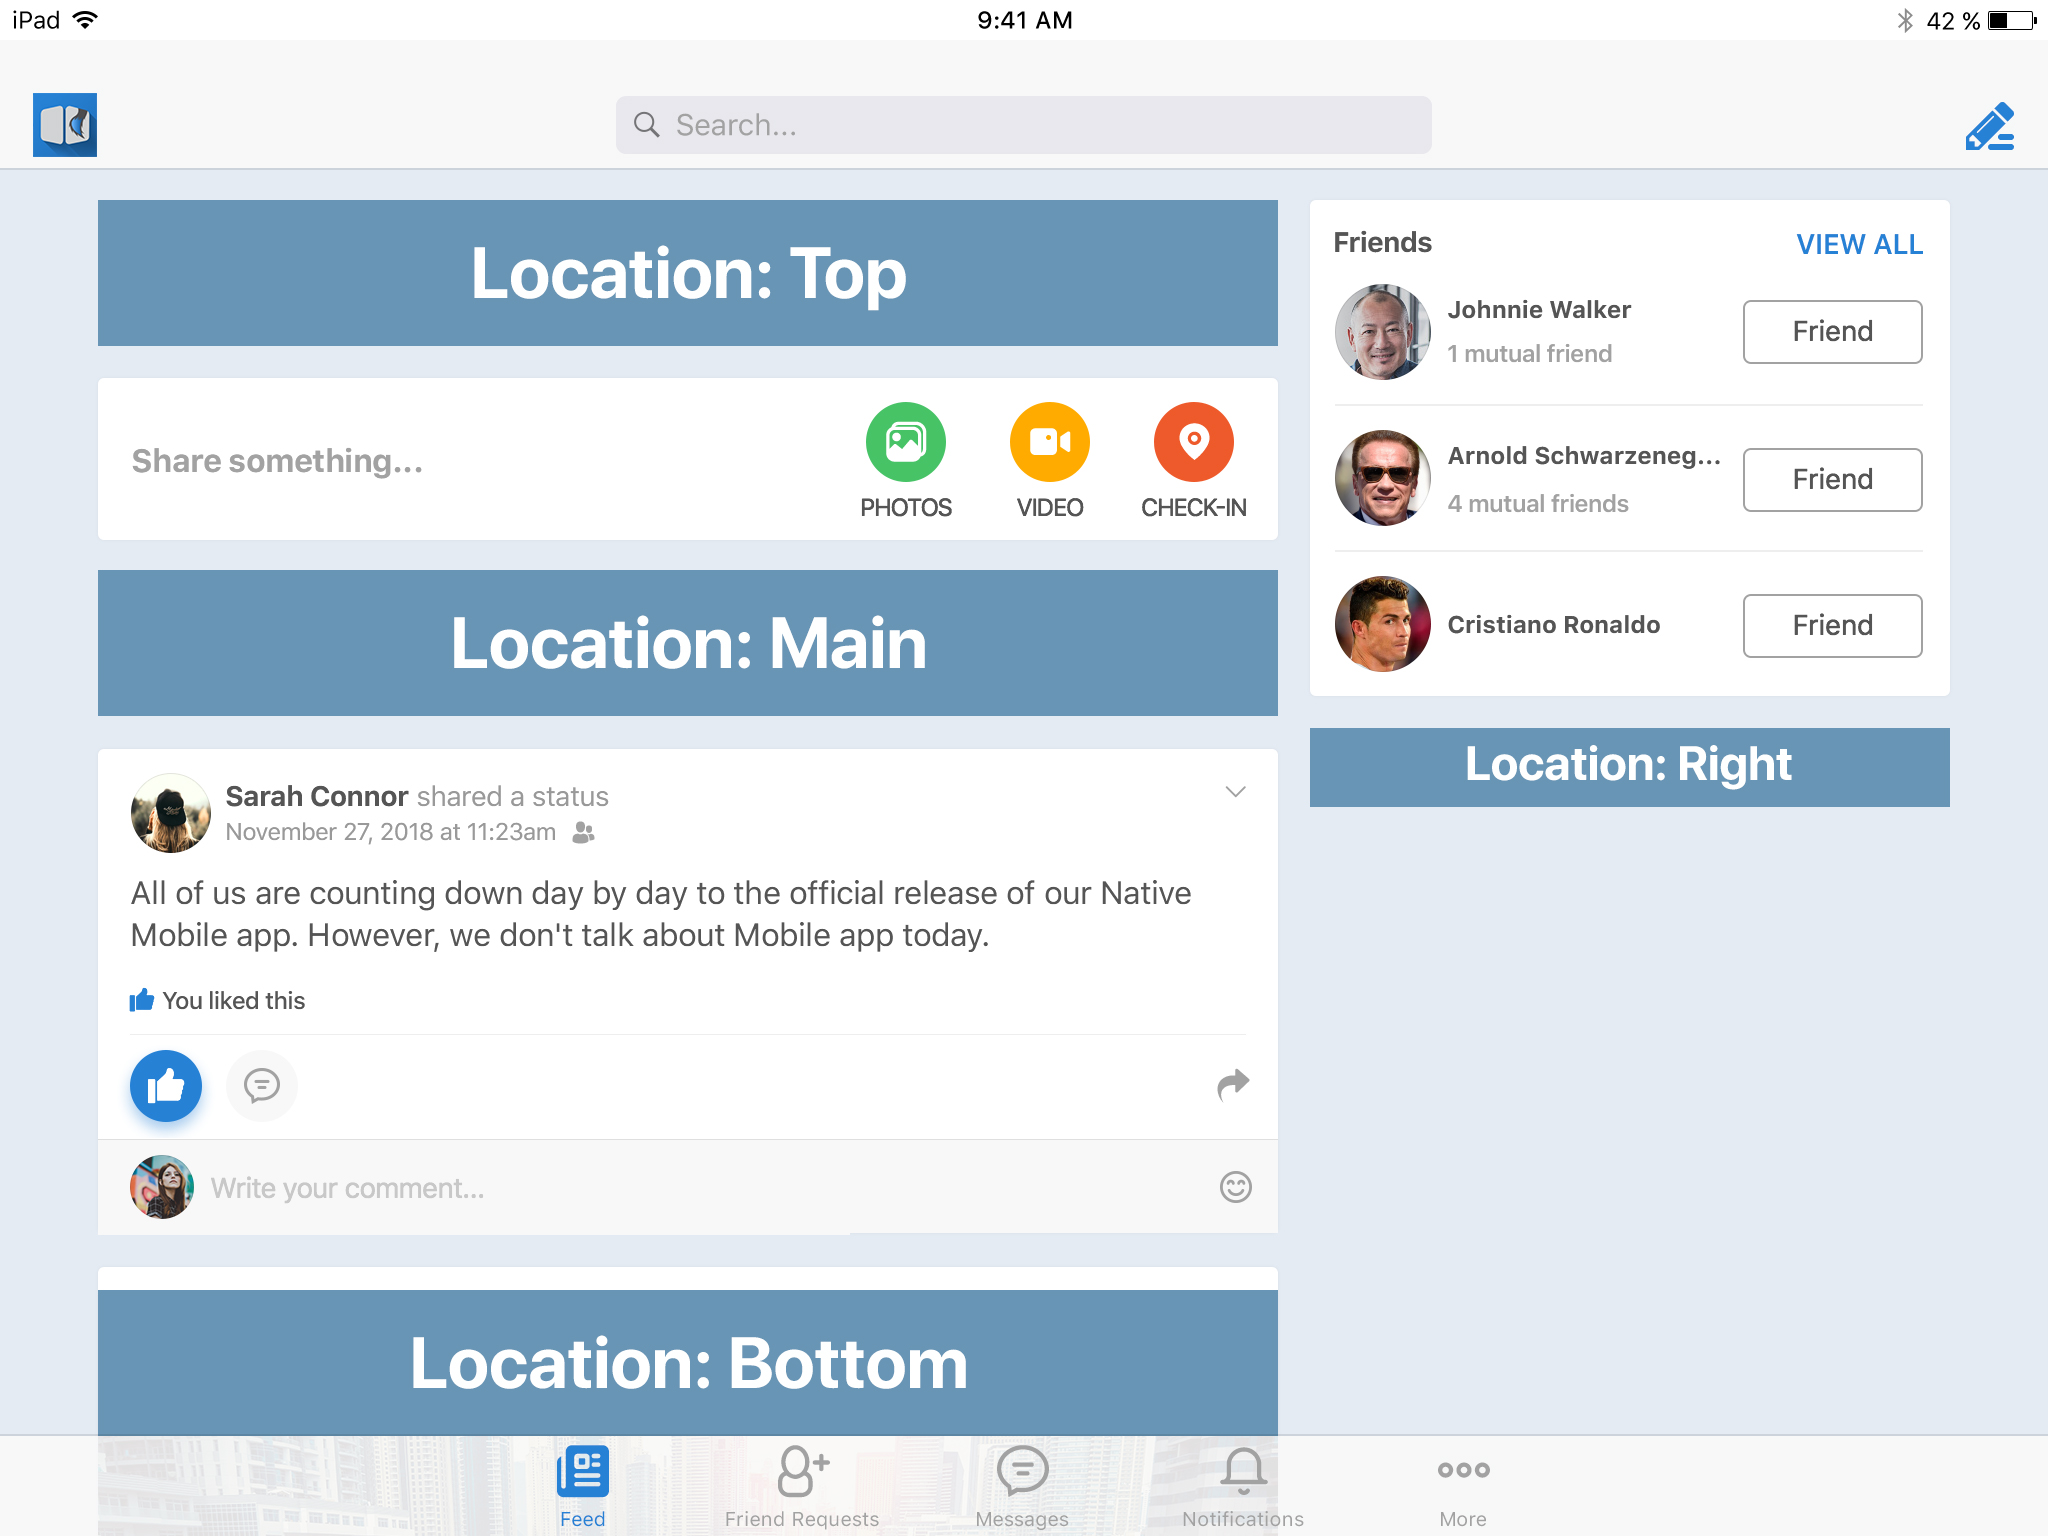 iPad
9:41 AM
42 %
Search...
Location: Top
Share something...
PHOTOS
VIDEO
CHECK-IN
Location: Main
Sarah Connor shared a status
November 27, 2018 at 11:23am
All of us are counting down day by day to the official release of our Native
Mobile app. However, we don't talk about Mobile app today.
You liked this
Write your comment...
Location: Bottom
Friends
VIEW ALL
Johnnie Walker
1 mutual friend
Friend
Arnold Schwarzeneg...
4 mutual friends
Friend
Cristiano Ronaldo
Friend
Location: Right
Feed
Friend Requests
Messages
Notifications
More